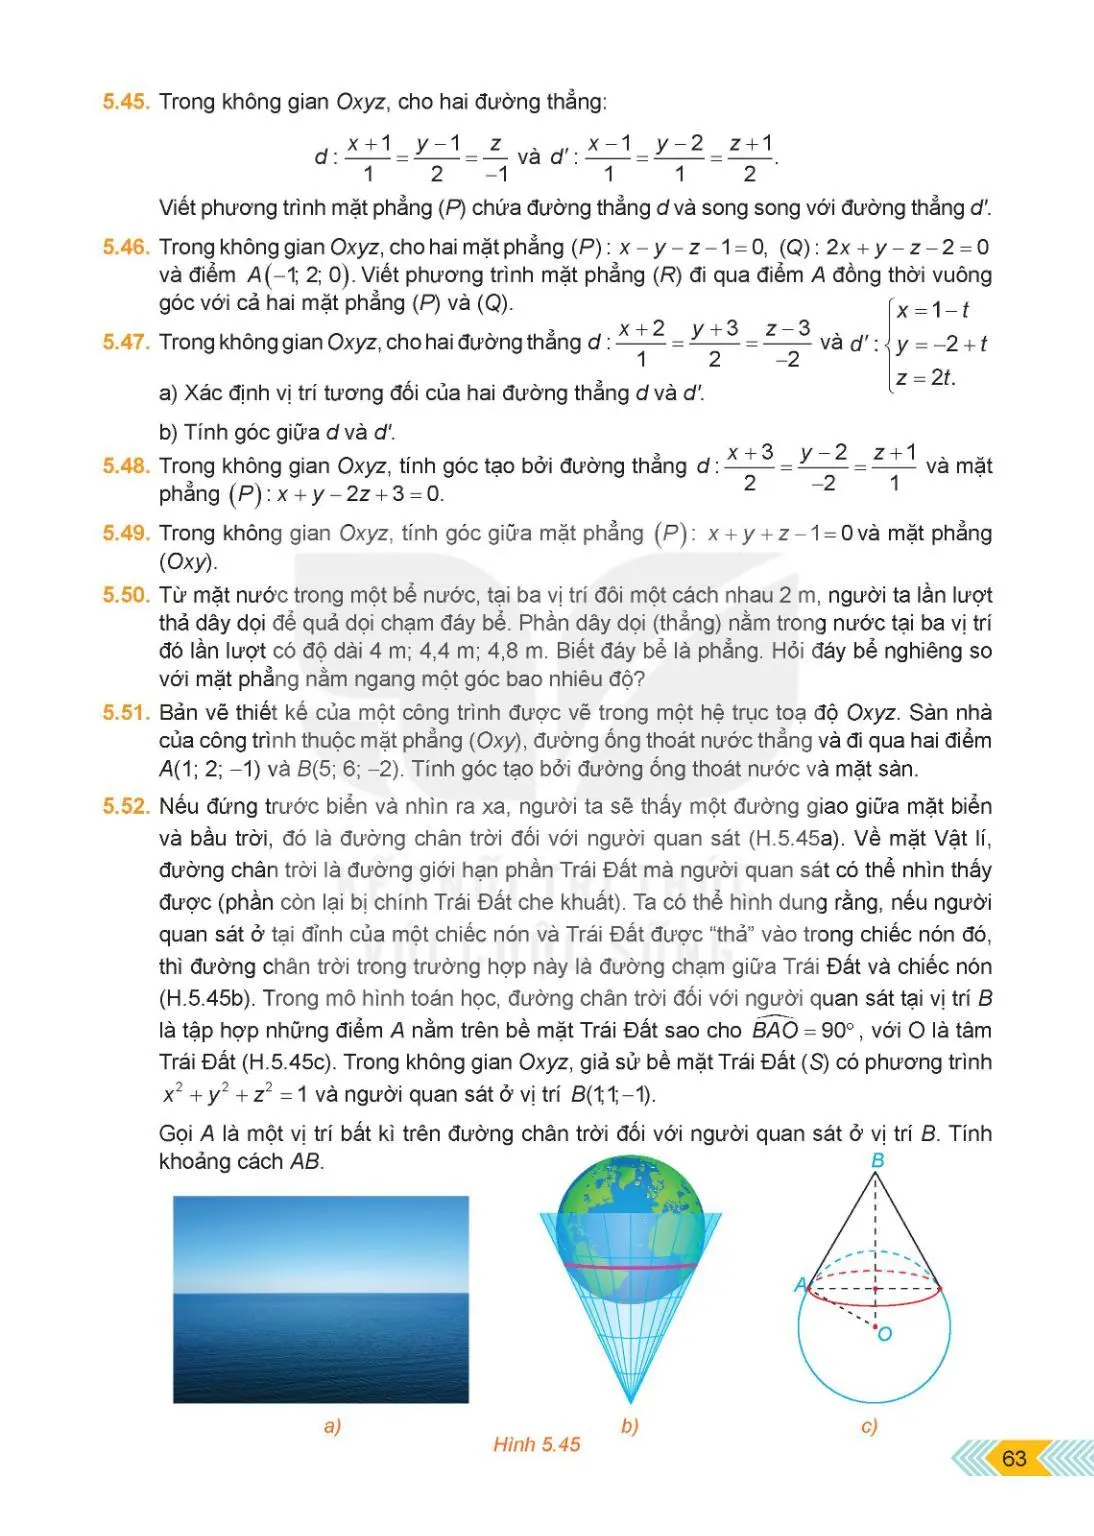 5.45. Trong không gian Oxyz, cho hai đường thẳng:
d : \frac{x+1}{1} = \frac{y-1}{2} = \frac{z}{-1} và d' : \frac{x-1}{1} = \frac{y-2}{1} = \frac{z+1}{2}.
Viết phương trình mặt phẳng (P) chứa đường thẳng d và song song với đường thẳng d'.
5.46. Trong không gian Oxyz, cho hai mặt phẳng (P): x – y – z – 1 = 0, (Q): 2x + y – z – 2 = 0
và điểm A(–1; 2; 0). Viết phương trình mặt phẳng (R) đi qua điểm A đồng thời vuông
góc với cả hai mặt phẳng (P) và (Q).
5.47. Trong không gian Oxyz, cho hai đường thẳng d : \frac{x+2}{1} = \frac{y+3}{2} = \frac{z-3}{-2} và d' : \begin{cases} x = 1 - t \\ y = -2 + t \\ z = 2t. \end{cases}
a) Xác định vị trí tương đối của hai đường thẳng d và d'.
b) Tính góc giữa d và d'.
5.48. Trong không gian Oxyz, tính góc tạo bởi đường thẳng d : \frac{x+3}{2} = \frac{y-2}{-2} = \frac{z+1}{1} và mặt
phẳng (P): x + y – 2z + 3 = 0.
5.49. Trong không gian Oxyz, tính góc giữa mặt phẳng (P): x + y + z – 1 = 0 và mặt phẳng
(Oxy).
5.50. Từ mặt nước trong một bể nước, tại ba vị trí đôi một cách nhau 2 m, người ta lần lượt
thả dây dọi để quả dọi chạm đáy bể. Phần dây dọi (thẳng) nằm trong nước tại ba vị trí
đó lần lượt có độ dài 4 m; 4,4 m; 4,8 m. Biết đáy bể là phẳng. Hỏi đáy bể nghiêng so
với mặt phẳng nằm ngang một góc bao nhiêu độ?
5.51. Bản vẽ thiết kế của một công trình được vẽ trong một hệ trục toạ độ Oxyz. Sàn nhà
của công trình thuộc mặt phẳng (Oxy), đường ống thoát nước thẳng và đi qua hai điểm
A(1; 2; –1) và B(5; 6; –2). Tính góc tạo bởi đường ống thoát nước và mặt sàn.
5.52. Nếu đứng trước biển và nhìn ra xa, người ta sẽ thấy một đường giao giữa mặt biển
và bầu trời, đó là đường chân trời đối với người quan sát (H.5.45a). Về mặt Vật lí,
đường chân trời là đường giới hạn phần Trái Đất mà người quan sát có thể nhìn thấy
được (phần còn lại bị chính Trái Đất che khuất). Ta có thể hình dung rằng, nếu người
quan sát ở tại đỉnh của một chiếc nón và Trái Đất được “thả” vào trong chiếc nón đó,
thì đường chân trời trong trường hợp này là đường chạm giữa Trái Đất và chiếc nón
(H.5.45b). Trong mô hình toán học, đường chân trời đối với người quan sát tại vị trí B
là tập hợp những điểm A nằm trên bề mặt Trái Đất sao cho \widehat{BAO} = 90°, với O là tâm
Trái Đất (H.5.45c). Trong không gian Oxyz, giả sử bề mặt Trái Đất (S) có phương trình
x² + y² + z² = 1 và người quan sát ở vị trí B(1;1;–1).
Gọi A là một vị trí bất kì trên đường chân trời đối với người quan sát ở vị trí B. Tính
khoảng cách AB.
B
A
O
a)
b)
c)
Hình 5.45
63
KẾT NỐI TRI THỨC
VỚI CUỘC SỐNG